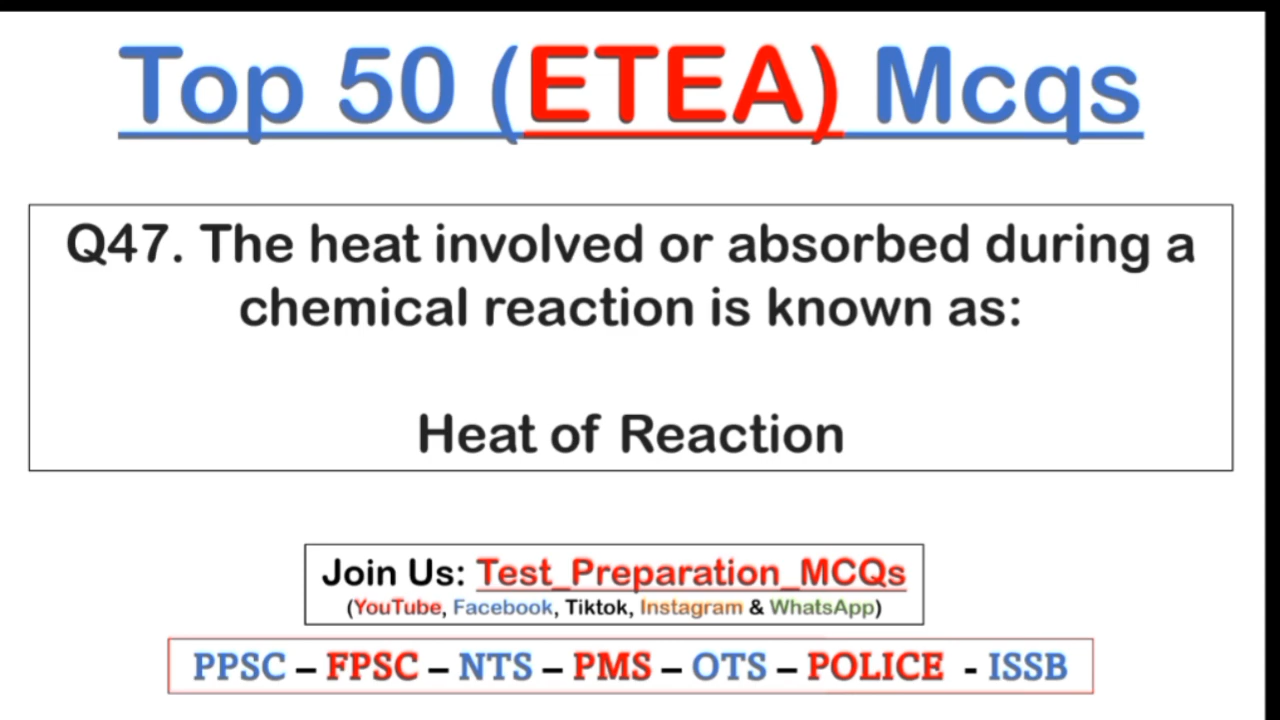 Top 50 (ETEA) Mcqs
Q47. The heat involved or absorbed during a
chemical reaction is known as:
Heat of Reaction
Join Us: Test_Preparation_MCQs
(YouTube, Facebook, Tiktok, Instagram & WhatsApp)
PPSC – FPSC – NTS – PMS – OTS – POLICE - ISSB